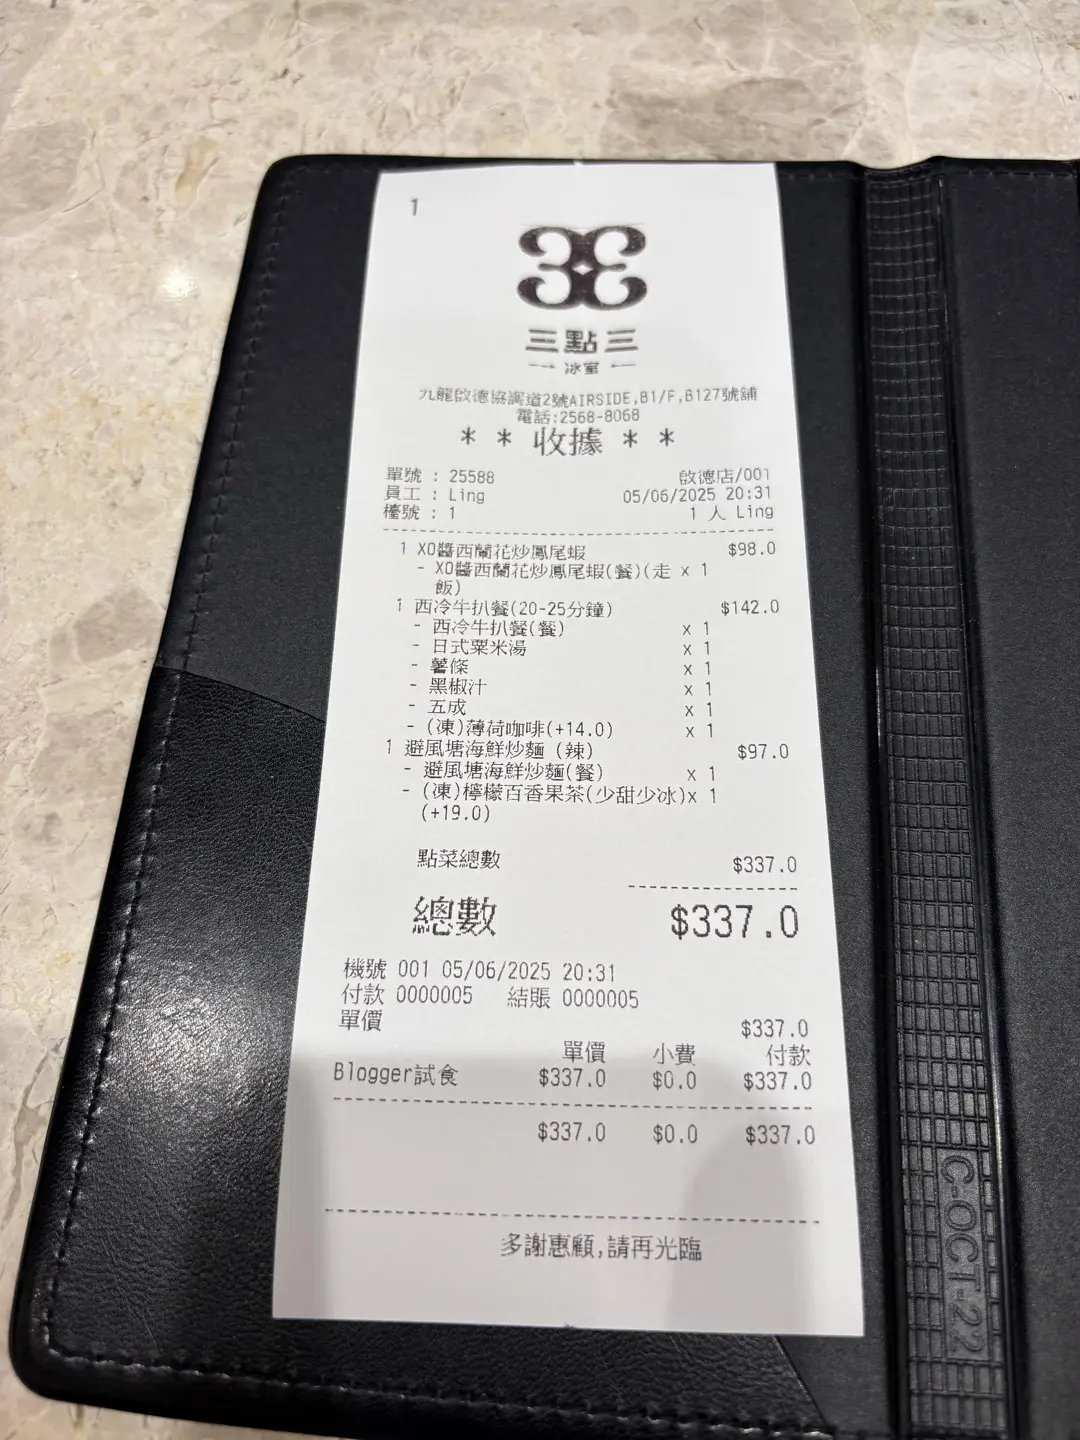 1
三點三
冰室
九龍啟德協調道2號AIRSIDE,B1/F,B127號舖
電話:2568-8068
* * 收據 * *
單號 : 25588 啟德店/001
員工 : Ling 05/06/2025 20:31
檯號 : 1 1 人 Ling
1 XO醬西蘭花炒鳳尾蝦 $98.0
- XO醬西蘭花炒鳳尾蝦(餐)(走 x 1
飯)
1 西冷牛扒餐(20-25分鐘) $142.0
- 西冷牛扒餐(餐) x 1
- 日式粟米湯 x 1
- 薯條 x 1
- 黑椒汁 x 1
- 五成 x 1
- (凍)薄荷咖啡(+14.0) x 1
1 避風塘海鮮炒麵 (辣) $97.0
- 避風塘海鮮炒麵(餐) x 1
- (凍)檸檬百香果茶(少甜少冰)x 1
(+19.0)
點菜總數 $337.0
總數 $337.0
機號 001 05/06/2025 20:31
付款 0000005 結賬 0000005
單價 $337.0
單價 小費 付款
Blogger試食 $337.0 $0.0 $337.0
$337.0 $0.0 $337.0
多謝惠顧,請再光臨
C-OCT-22